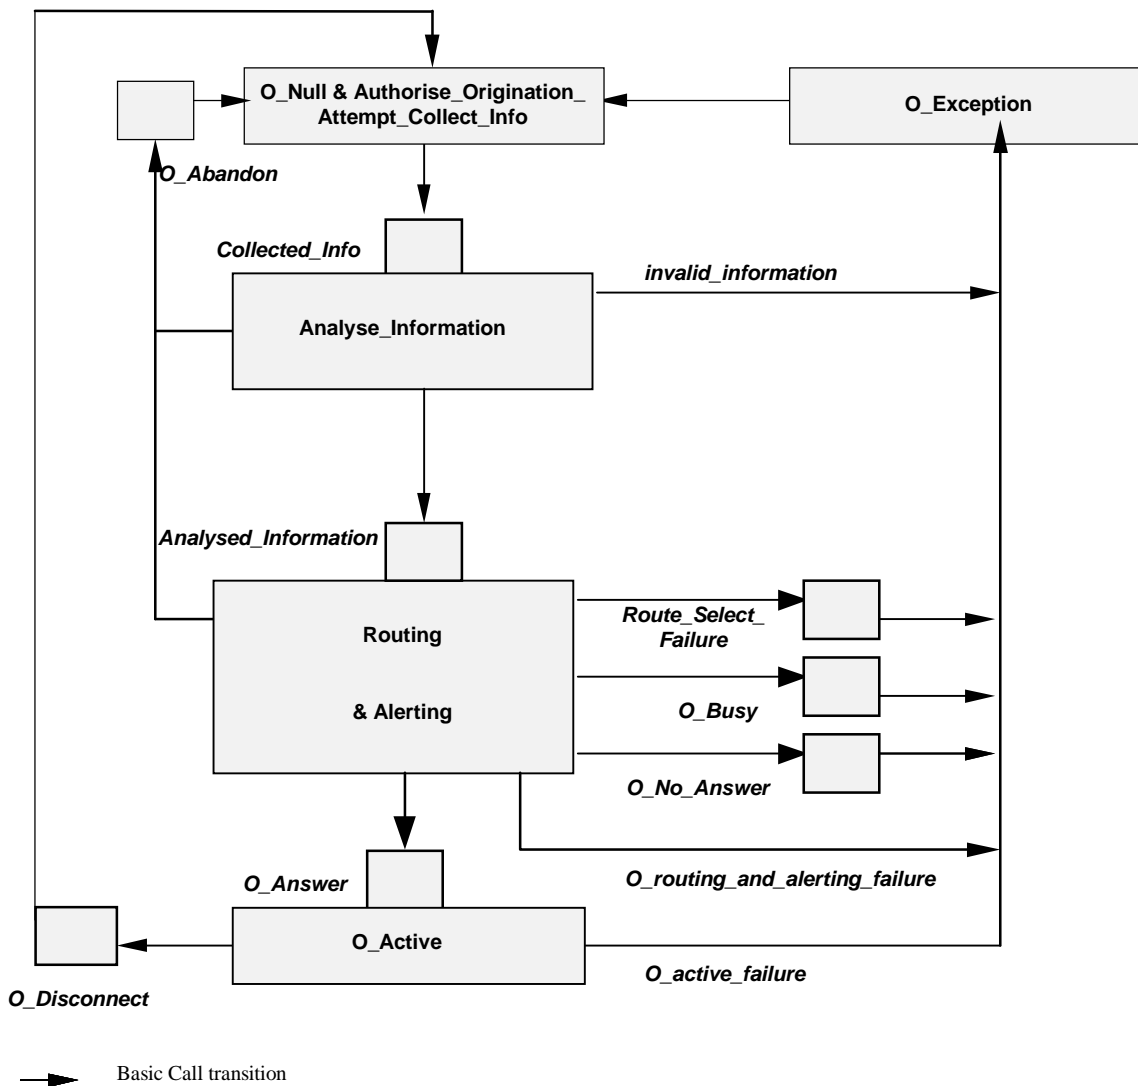 O_Null & Authorise_Origination_
Attempt_Collect_Info
O_Exception
O_Abandon
Collected_Info
invalid_information
Analyse_Information
Analysed_Information
Routing
& Alerting
Route_Select_
Failure
O_Busy
O_No_Answer
O_routing_and_alerting_failure
O_Answer
O_Active
O_active_failure
O_Disconnect
Basic Call transition